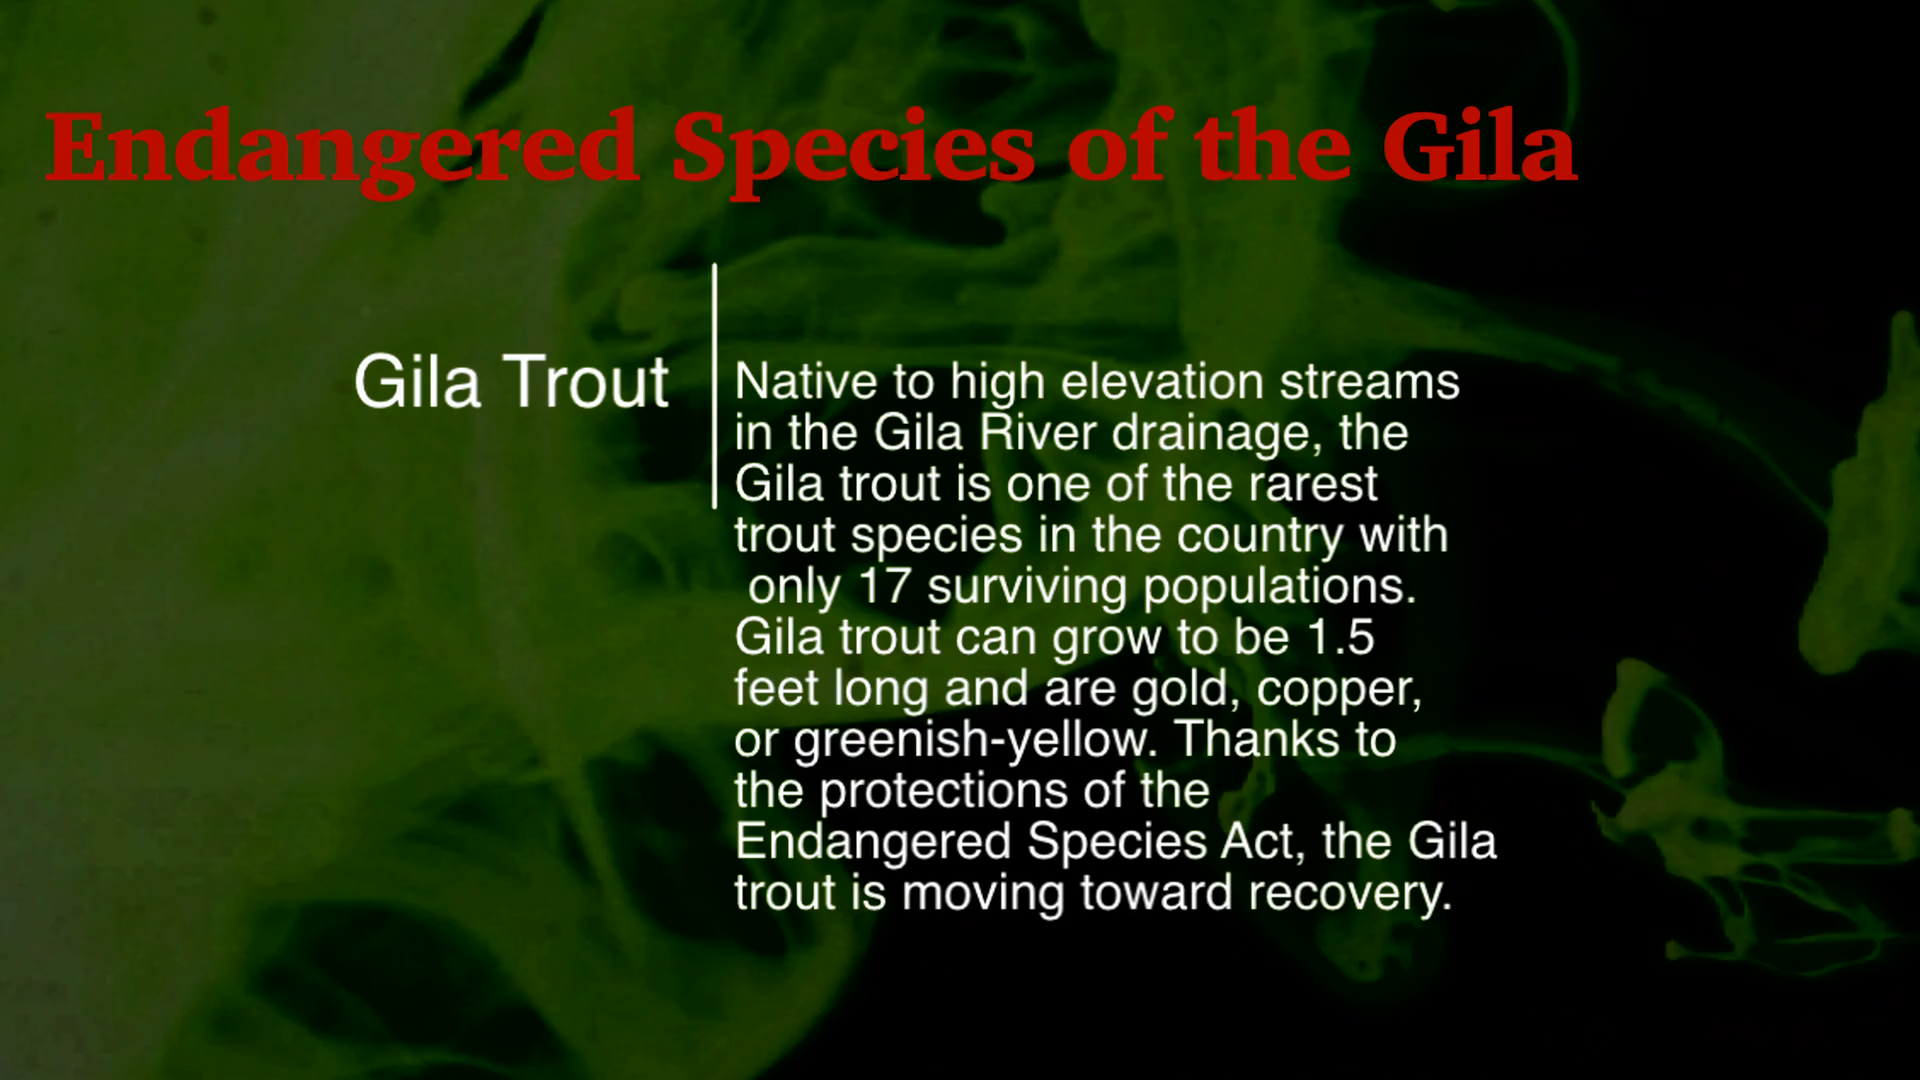 Endangered Species of the Gila
Gila Trout
Native to high elevation streams
in the Gila River drainage, the
Gila trout is one of the rarest
trout species in the country with
only 17 surviving populations.
Gila trout can grow to be 1.5
feet long and are gold, copper,
or greenish-yellow. Thanks to
the protections of the
Endangered Species Act, the Gila
trout is moving toward recovery.